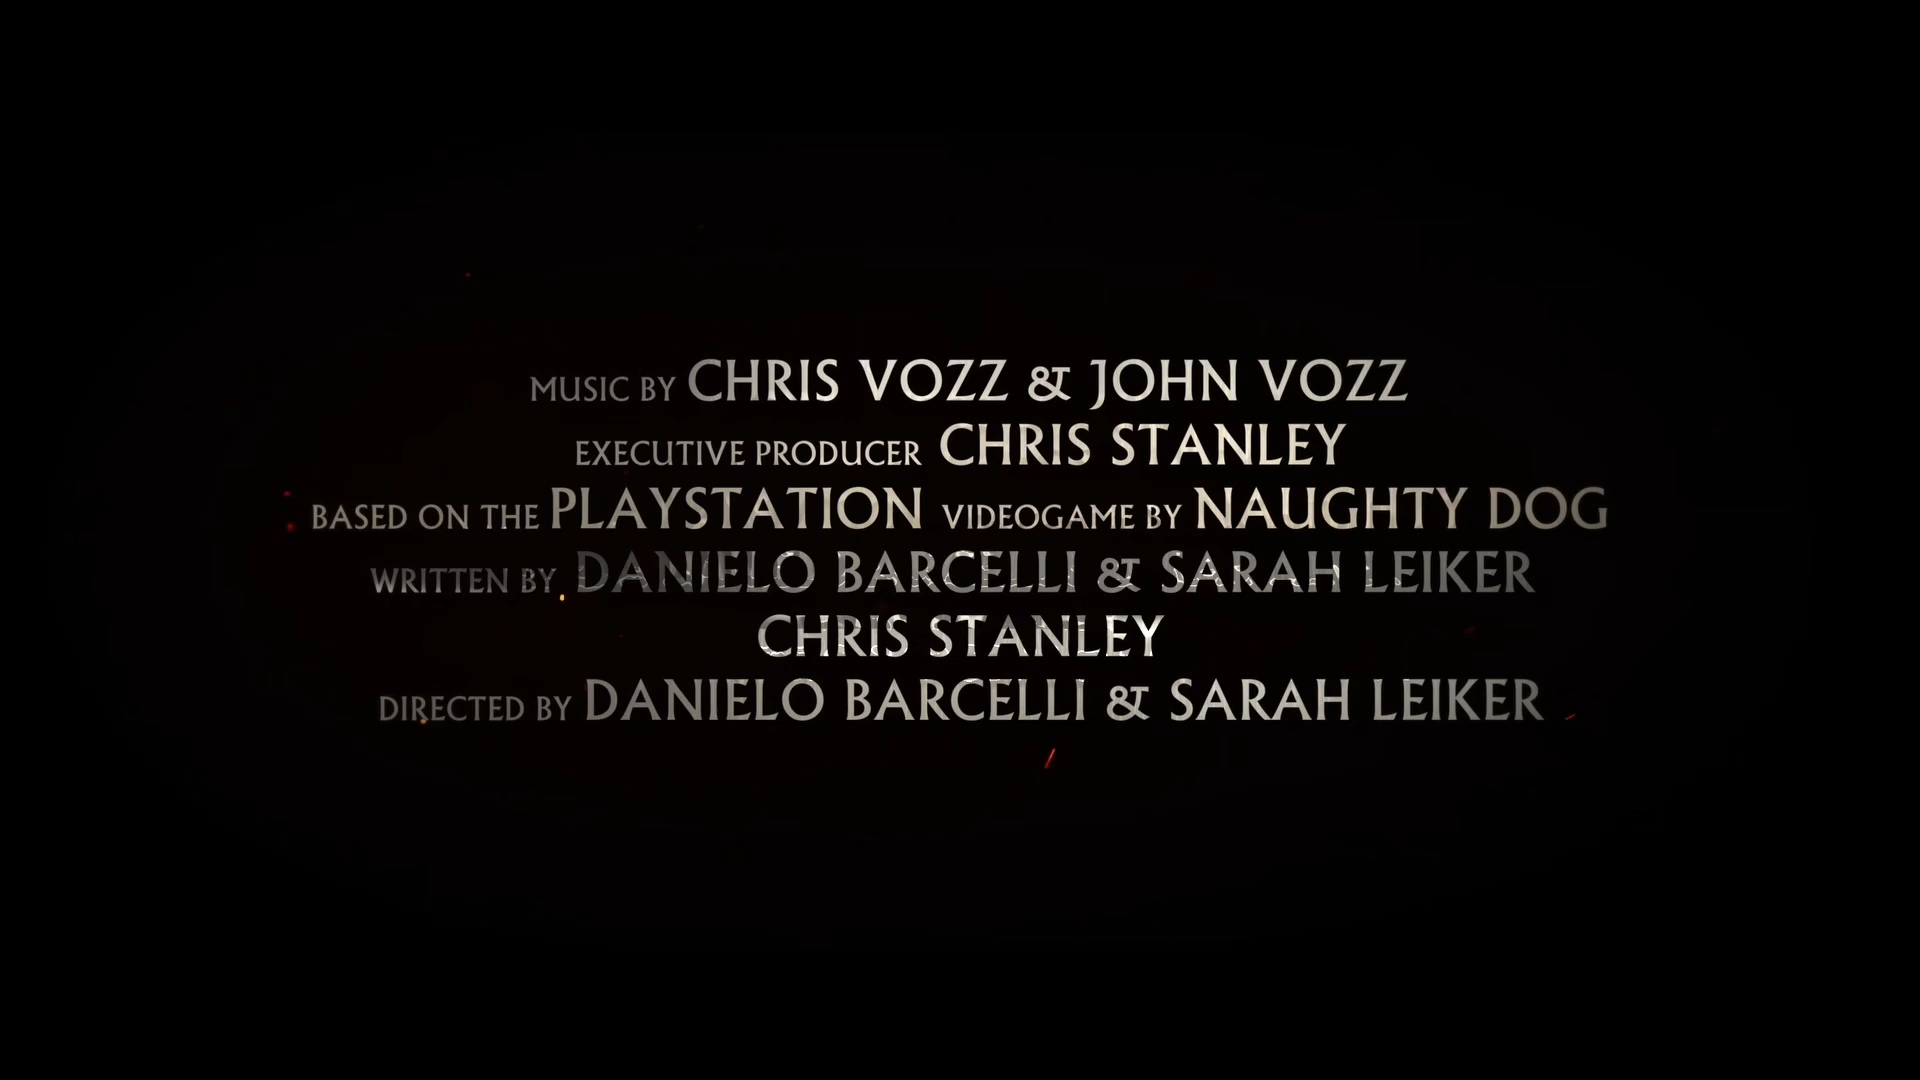 MUSIC BY CHRIS VOZZ & JOHN VOZZ
EXECUTIVE PRODUCER CHRIS STANLEY
BASED ON THE PLAYSTATION VIDEOGAME BY NAUGHTY DOG
WRITTEN BY DANIELO BARCELLI & SARAH LEIKER
CHRIS STANLEY
DIRECTED BY DANIELO BARCELLI & SARAH LEIKER